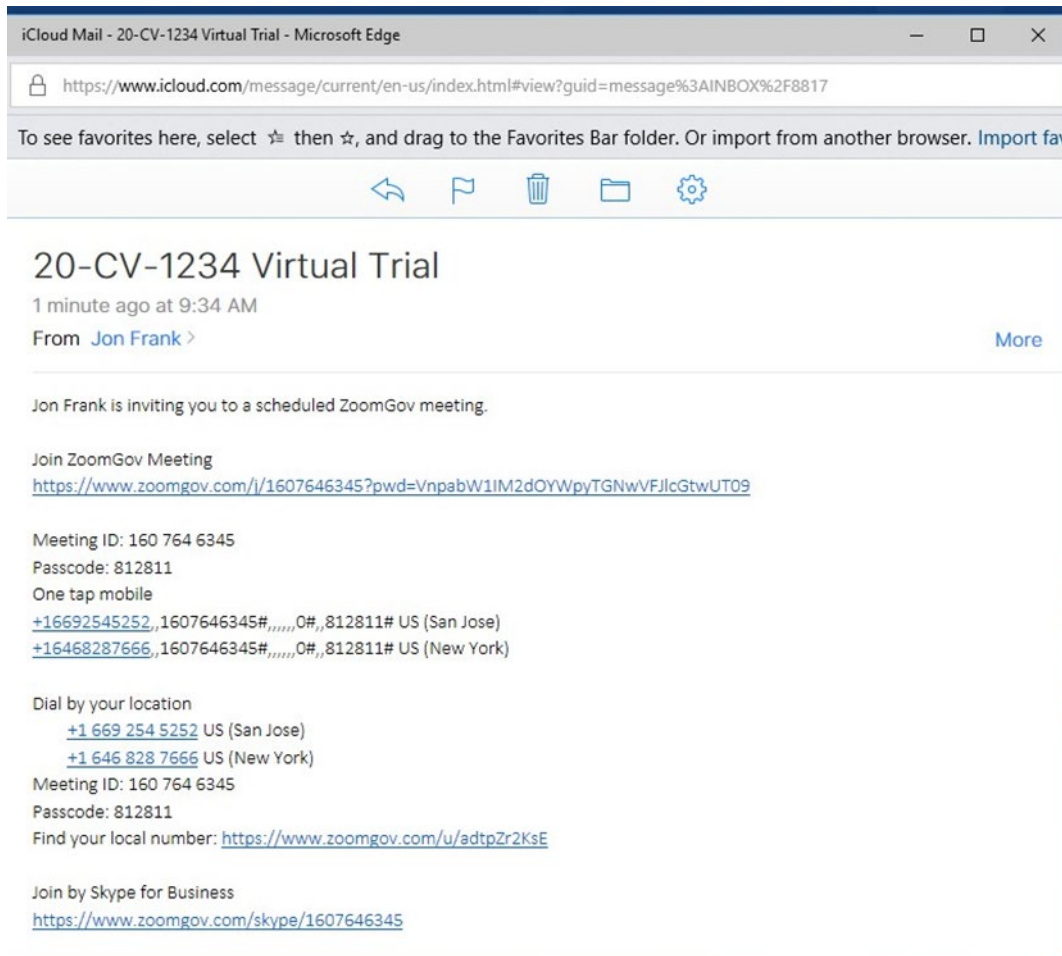 iCloud Mail - 20-CV-1234 Virtual Trial - Microsoft Edge
https://www.icloud.com/message/current/en-us/index.html#view?guid=message%3AINBOX%2F8817
To see favorites here, select then , and drag to the Favorites Bar folder. Or import from another browser. Import fav
20-CV-1234 Virtual Trial
1 minute ago at 9:34 AM
From Jon Frank >
More
Jon Frank is inviting you to a scheduled ZoomGov meeting.
Join ZoomGov Meeting
https://www.zoomgov.com/j/1607646345?pwd=VnpabW1IM2dOYWpyTGNwVFJlcGtwUT09
Meeting ID: 160 764 6345
Passcode: 812811
One tap mobile
+16692545252,,1607646345#,,,,,,0#,,812811# US (San Jose)
+16468287666,,1607646345#,,,,,,0#,,812811# US (New York)
Dial by your location
+1 669 254 5252 US (San Jose)
+1 646 828 7666 US (New York)
Meeting ID: 160 764 6345
Passcode: 812811
Find your local number: https://www.zoomgov.com/u/adtpZr2KsE
Join by Skype for Business
https://www.zoomgov.com/skype/1607646345